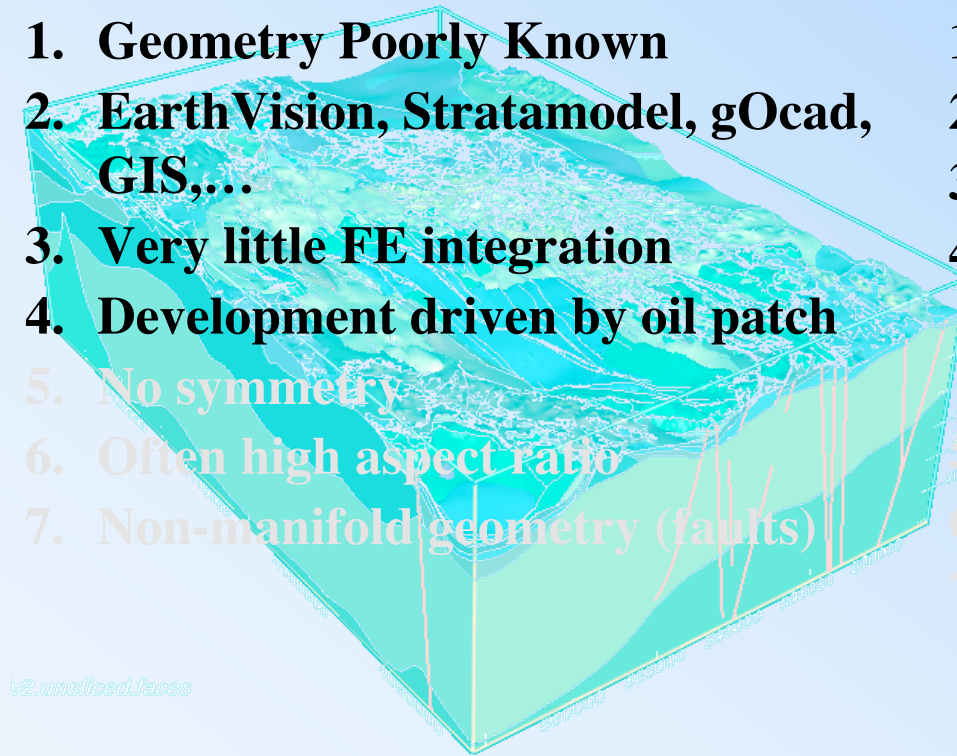 1. Geometry Poorly Known
2. EarthVision, Stratamodel, gOcad,
GIS,…
3. Very little FE integration
4. Development driven by oil patch
5. No symmetry
6. Often high aspect ratio
7. Non-manifold geometry (faults)
v2.unsliced.faces